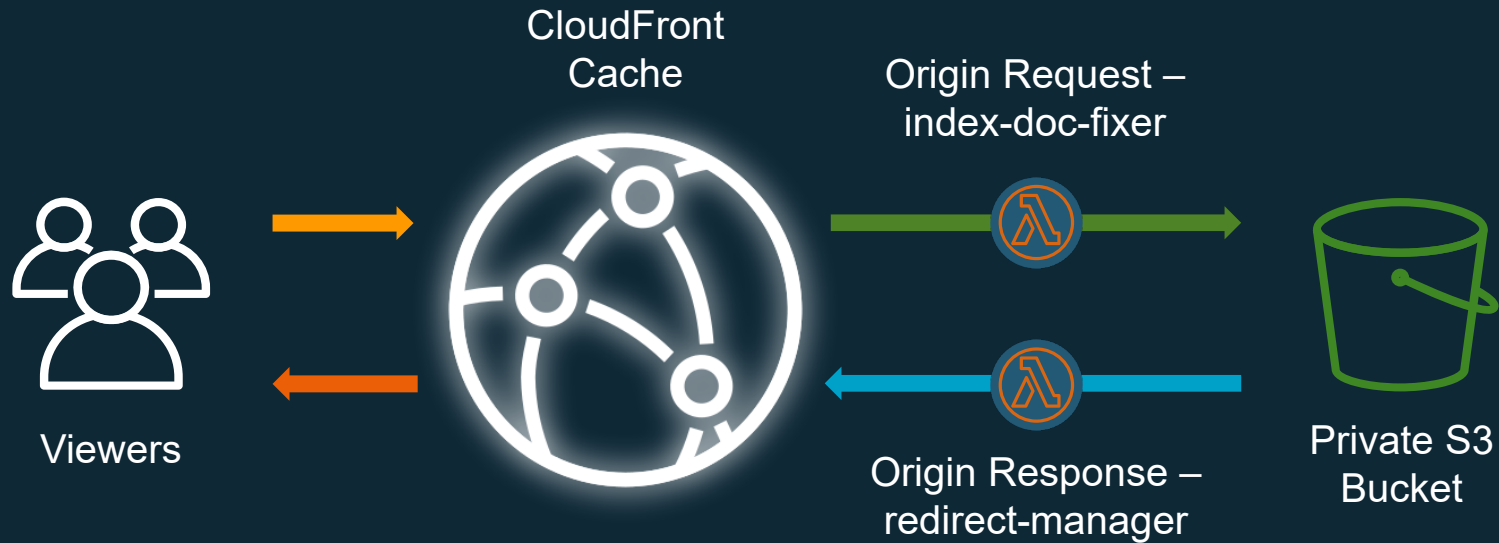 CloudFront
Cache
Origin Request –
index-doc-fixer
Viewers
Origin Response –
redirect-manager
Private S3
Bucket